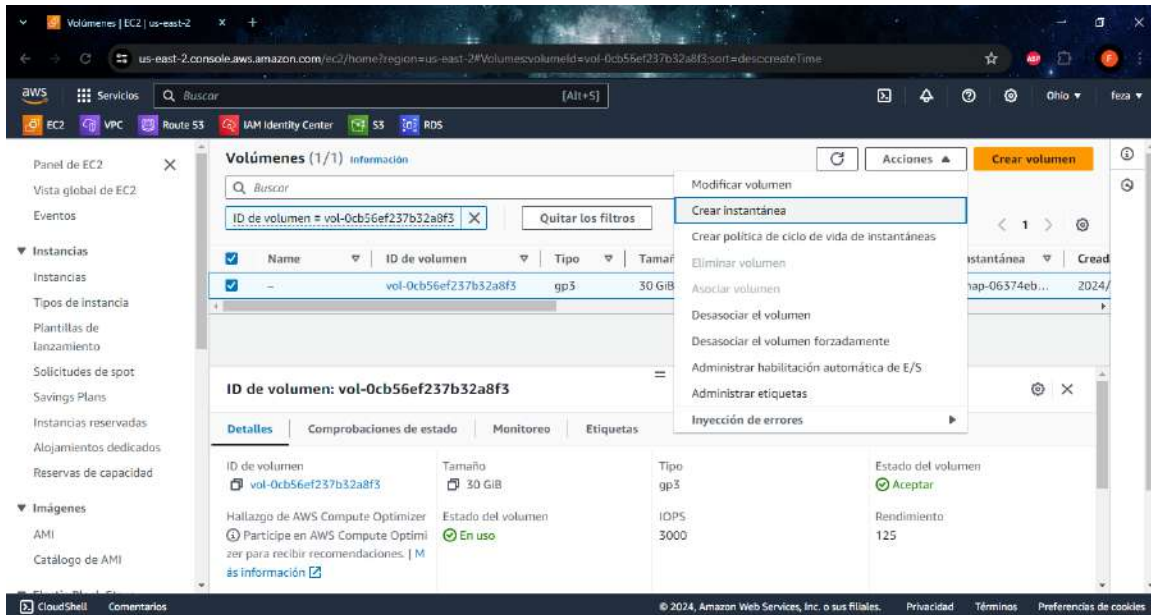 Volúmenes | EC2 | us-east-2
us-east-2.console.aws.amazon.com/ec2/home?region=us-east-2#Volumes:volumeId=vol-0cb56ef237b32a8f3;sort=desc:createTime
ABP
F
aws
Servicios
Buscar
[Alt+S]
Ohio
feza
EC2
VPC
Route 53
IAM Identity Center
S3
RDS
Panel de EC2
Vista global de EC2
Eventos
Instancias
Instancias
Tipos de instancia
Plantillas de
lanzamiento
Solicitudes de spot
Savings Plans
Instancias reservadas
Alojamientos dedicados
Reservas de capacidad
Imágenes
AMI
Catálogo de AMI
Volúmenes (1/1) Información
Acciones
Crear volumen
Buscar
ID de volumen = vol-0cb56ef237b32a8f3
Quitar los filtros
1
Name
ID de volumen
Tipo
Tamañ
nstantánea
Cread
–
vol-0cb56ef237b32a8f3
gp3
30 GiB
nap-06374eb...
2024/
Modificar volumen
Crear instantánea
Crear política de ciclo de vida de instantáneas
Eliminar volumen
Asociar volumen
Desasociar el volumen
Desasociar el volumen forzadamente
Administrar habilitación automática de E/S
Administrar etiquetas
Inyección de errores
ID de volumen: vol-0cb56ef237b32a8f3
Detalles
Comprobaciones de estado
Monitoreo
Etiquetas
ID de volumen
vol-0cb56ef237b32a8f3
Tamaño
30 GiB
Tipo
gp3
Estado del volumen
Aceptar
Hallazgo de AWS Compute Optimizer
Participe en AWS Compute Optimi
zer para recibir recomendaciones. | M
ás información
Estado del volumen
En uso
IOPS
3000
Rendimiento
125
CloudShell
Comentarios
© 2024, Amazon Web Services, Inc. o sus filiales.
Privacidad
Términos
Preferencias de cookies